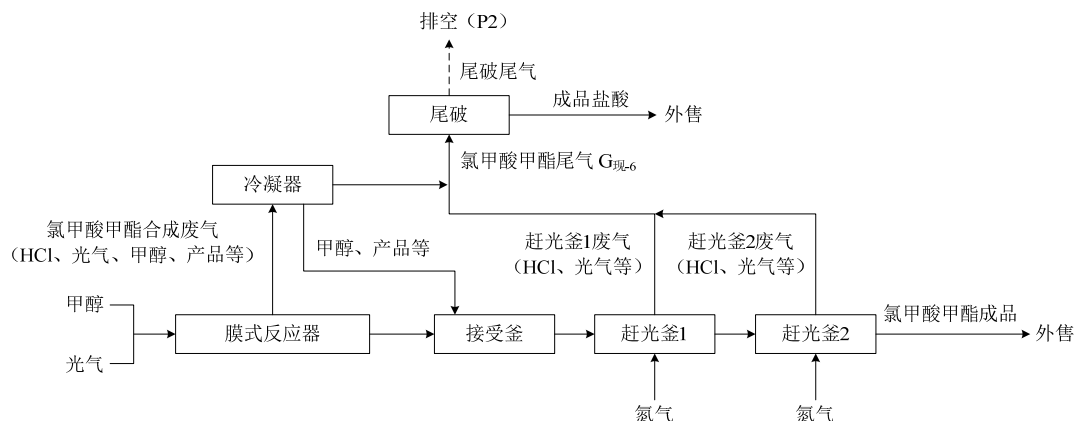 排空（P2）
尾破尾气
尾破
成品盐酸
外售
氯甲酸甲酯尾气 G现-6
冷凝器
氯甲酸甲酯合成废气
（HCl、光气、甲醇、产品等）
甲醇、产品等
赶光釜1废气
（HCl、光气等）
赶光釜2废气
（HCl、光气等）
甲醇
光气
膜式反应器
接受釜
赶光釜1
赶光釜2
氯甲酸甲酯成品
外售
氮气
氮气